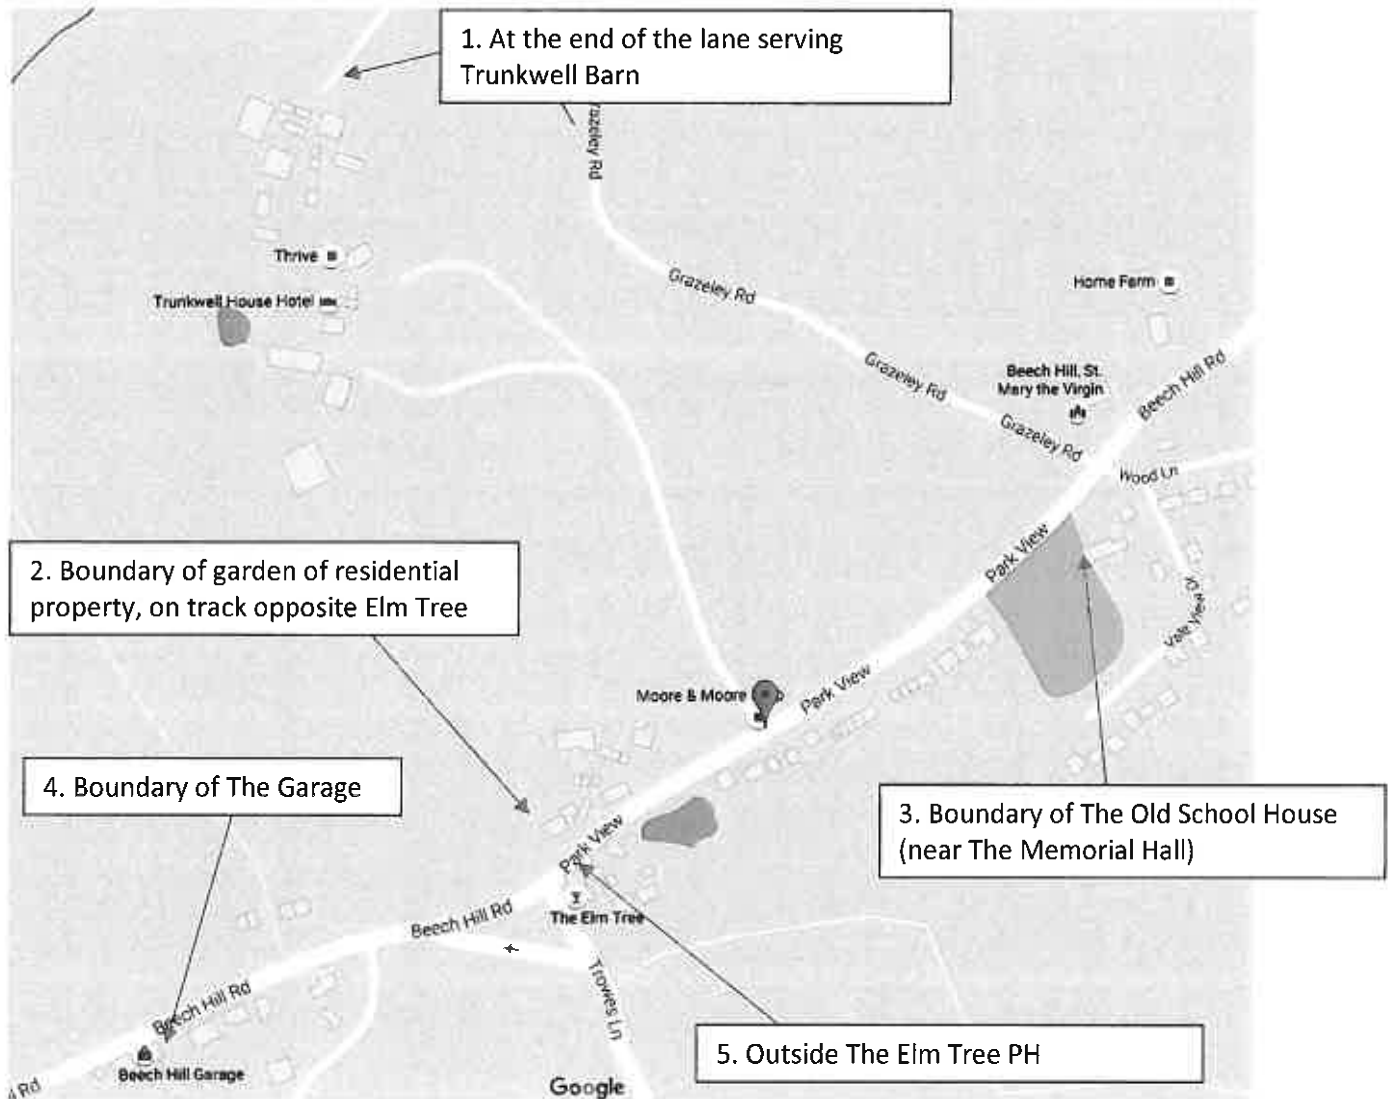 1. At the end of the lane serving
Trunkwell Barn
razeley Rd
Thrive
Trunkwell House Hotel
Grazeley Rd
Home Farm
Grazeley Rd
Beech Hill, St.
Mary the Virgin
Beech Hill Rd
Grazeley Rd
Wood Ln
Park View
2. Boundary of garden of residential
property, on track opposite Elm Tree
Vale View Dr
Moore & Moore
Park View
4. Boundary of The Garage
3. Boundary of The Old School House
(near The Memorial Hall)
Park View
The Elm Tree
Beech Hill Rd
Trowes Ln
Beech Hill Rd
5. Outside The Elm Tree PH
Beech Hill Garage
Google
Rd